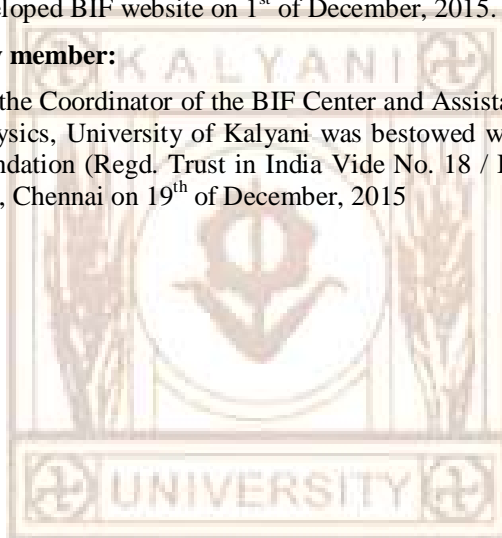 eloped BIF website on 1st of December, 2015.
y member:
KALYANI
the Coordinator of the BIF Center and Assista
ysics, University of Kalyani was bestowed w
ndation (Regd. Trust in India Vide No. 18 /
, Chennai on 19th of December, 2015
UNIVERSITY